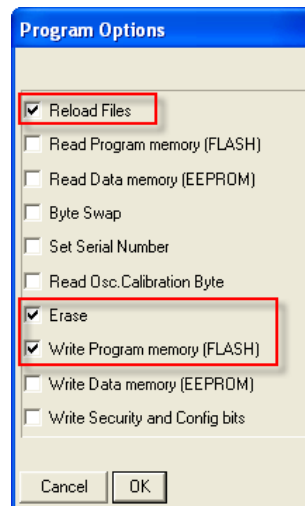 Program Options
Reload Files
Read Program memory (FLASH)
Read Data memory (EEPROM)
Byte Swap
Set Serial Number
Read Osc.Calibration Byte
Erase
Write Program memory (FLASH)
Write Data memory (EEPROM)
Write Security and Config bits
Cancel OK